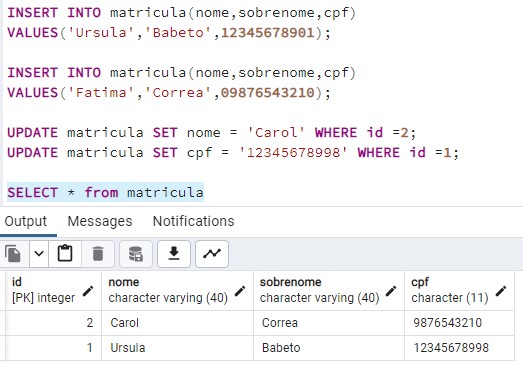 INSERT INTO matricula(nome,sobrenome,cpf)
VALUES('Ursula','Babeto',12345678901);
INSERT INTO matricula(nome,sobrenome,cpf)
VALUES('Fatima','Correa',09876543210);
UPDATE matricula SET nome = 'Carol' WHERE id =2;
UPDATE matricula SET cpf = '12345678998' WHERE id =1;
SELECT * from matricula
Output Messages Notifications
id nome sobrenome cpf
[PK] integer character varying (40) character varying (40) character (11)
2 Carol Correa 9876543210
1 Ursula Babeto 12345678998